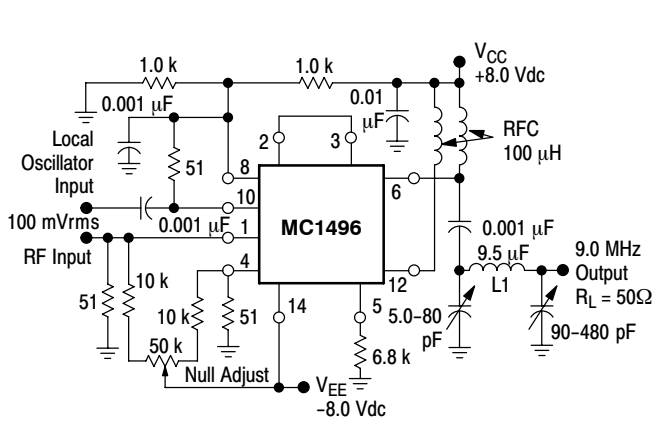 1.0 k
1.0 k
VCC
+8.0 Vdc
0.001 µF
0.01
µF
RFC
100 µH
Local
Oscillator
Input
51
2
3
8
6
10
100 mVrms
0.001 µF
1
MC1496
0.001 µF
RF Input
4
12
9.5 µF
L1
9.0 MHz
Output
RL = 50Ω
51
10 k
10 k
51
14
5
5.0–80
pF
90–480 pF
50 k
6.8 k
Null Adjust
VEE
–8.0 Vdc